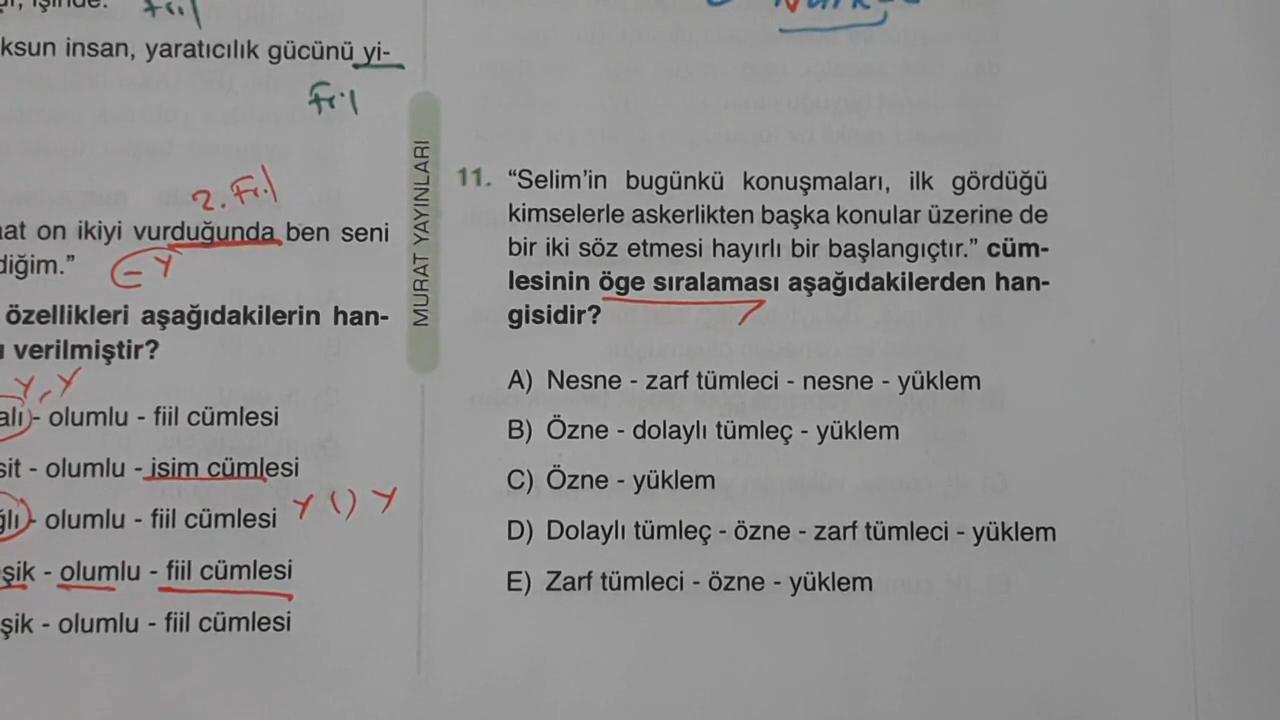 ksun insan, yaratıcılık gücünü yi-
Fiil
2. Fiil
on ikiyi vurduğunda ben seni
diğim."
- Y
özellikleri aşağıdakilerin han-
verilmiştir?
Y, Y
alı - olumlu - fiil cümlesi
sit - olumlu - isim cümlesi
ğlı - olumlu - fiil cümlesi
Y ( ) Y
şik - olumlu - fiil cümlesi
şik - olumlu - fiil cümlesi
MURAT YAYINLARI
11. “Selim’in bugünkü konuşmaları, ilk gördüğü
kimselerle askerlikten başka konular üzerine de
bir iki söz etmesi hayırlı bir başlangıçtır.” cüm-
lesinin öge sıralaması aşağıdakilerden han-
gisidir?
A) Nesne - zarf tümleci - nesne - yüklem
B) Özne - dolaylı tümleç - yüklem
C) Özne - yüklem
D) Dolaylı tümleç - özne - zarf tümleci - yüklem
E) Zarf tümleci - özne - yüklem